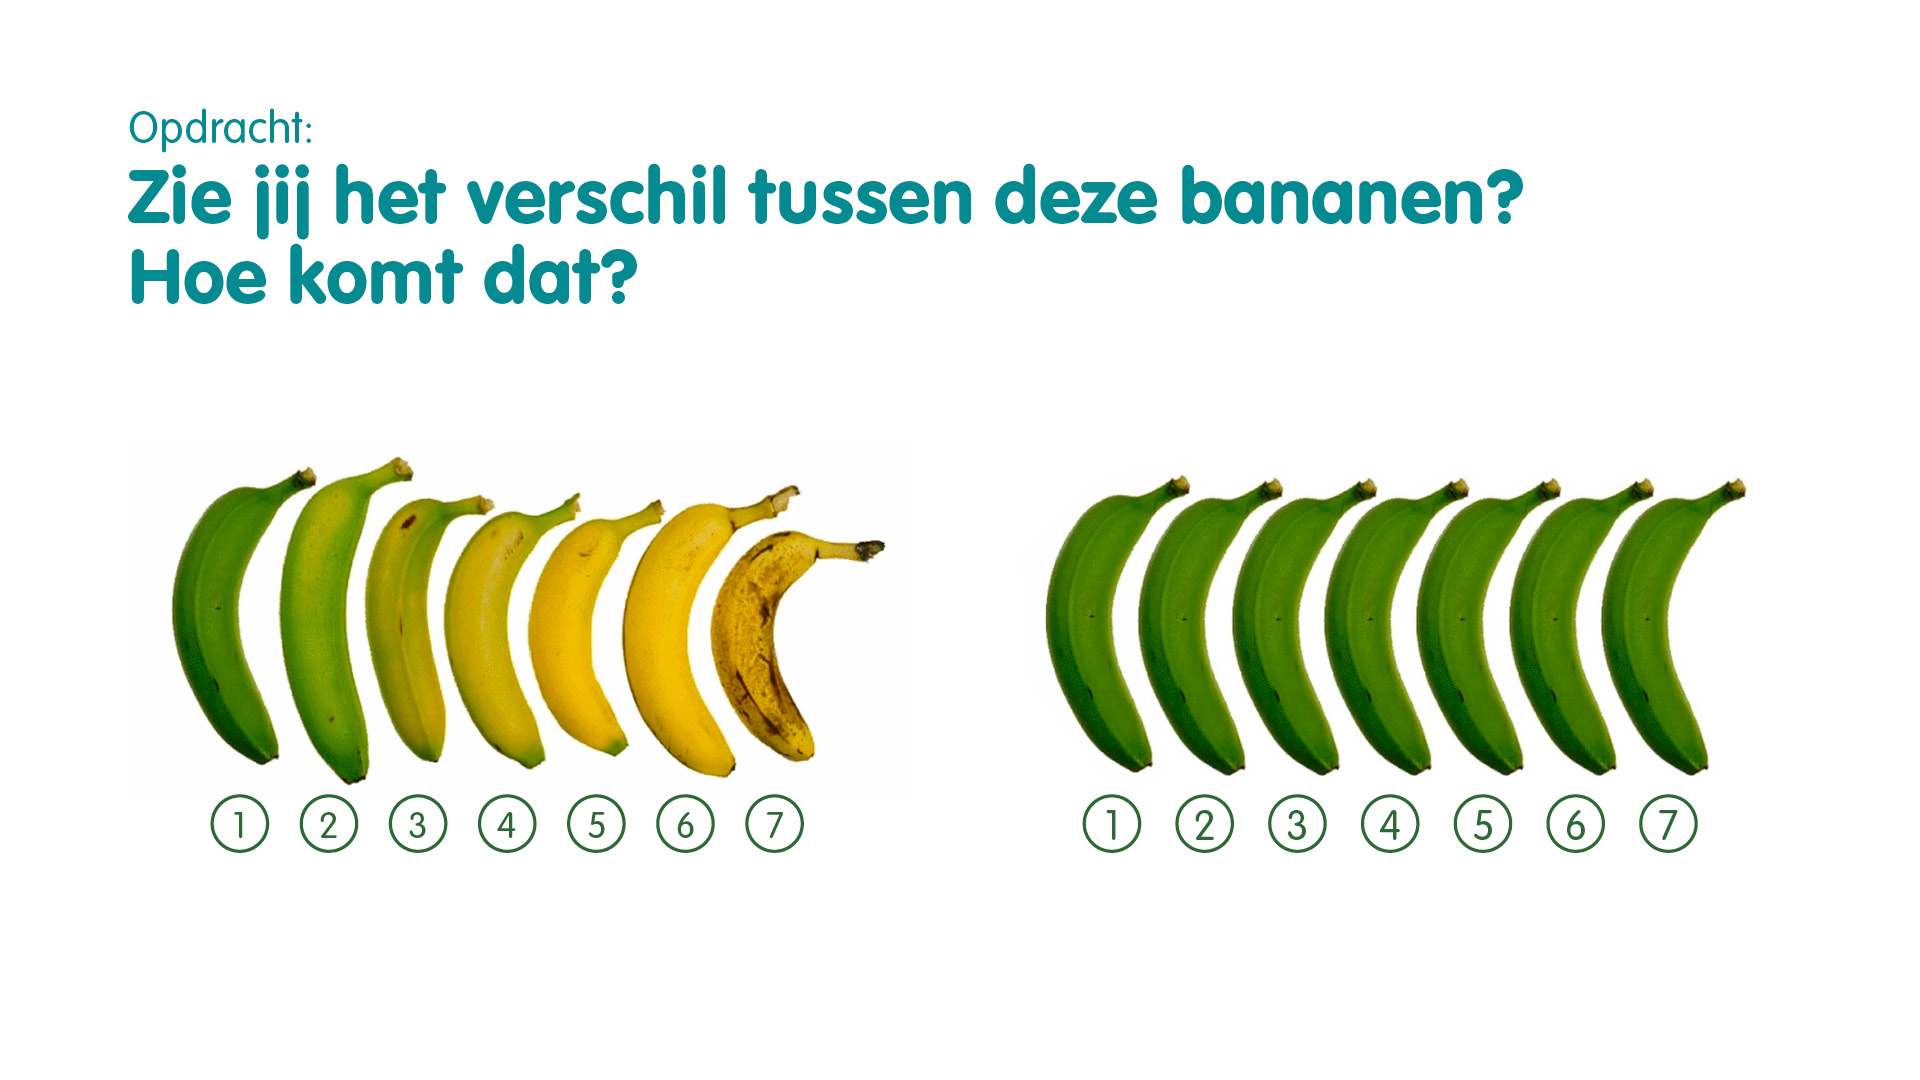 Opdracht:
Zie jij het verschil tussen deze bananen?
Hoe komt dat?
1 2 3 4 5 6 7
1 2 3 4 5 6 7